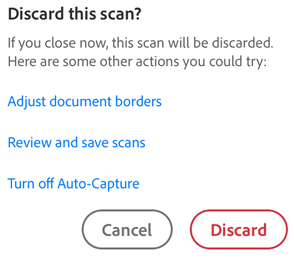 Discard this scan?
If you close now, this scan will be discarded.
Here are some other actions you could try:
Adjust document borders
Review and save scans
Turn off Auto-Capture
Cancel
Discard